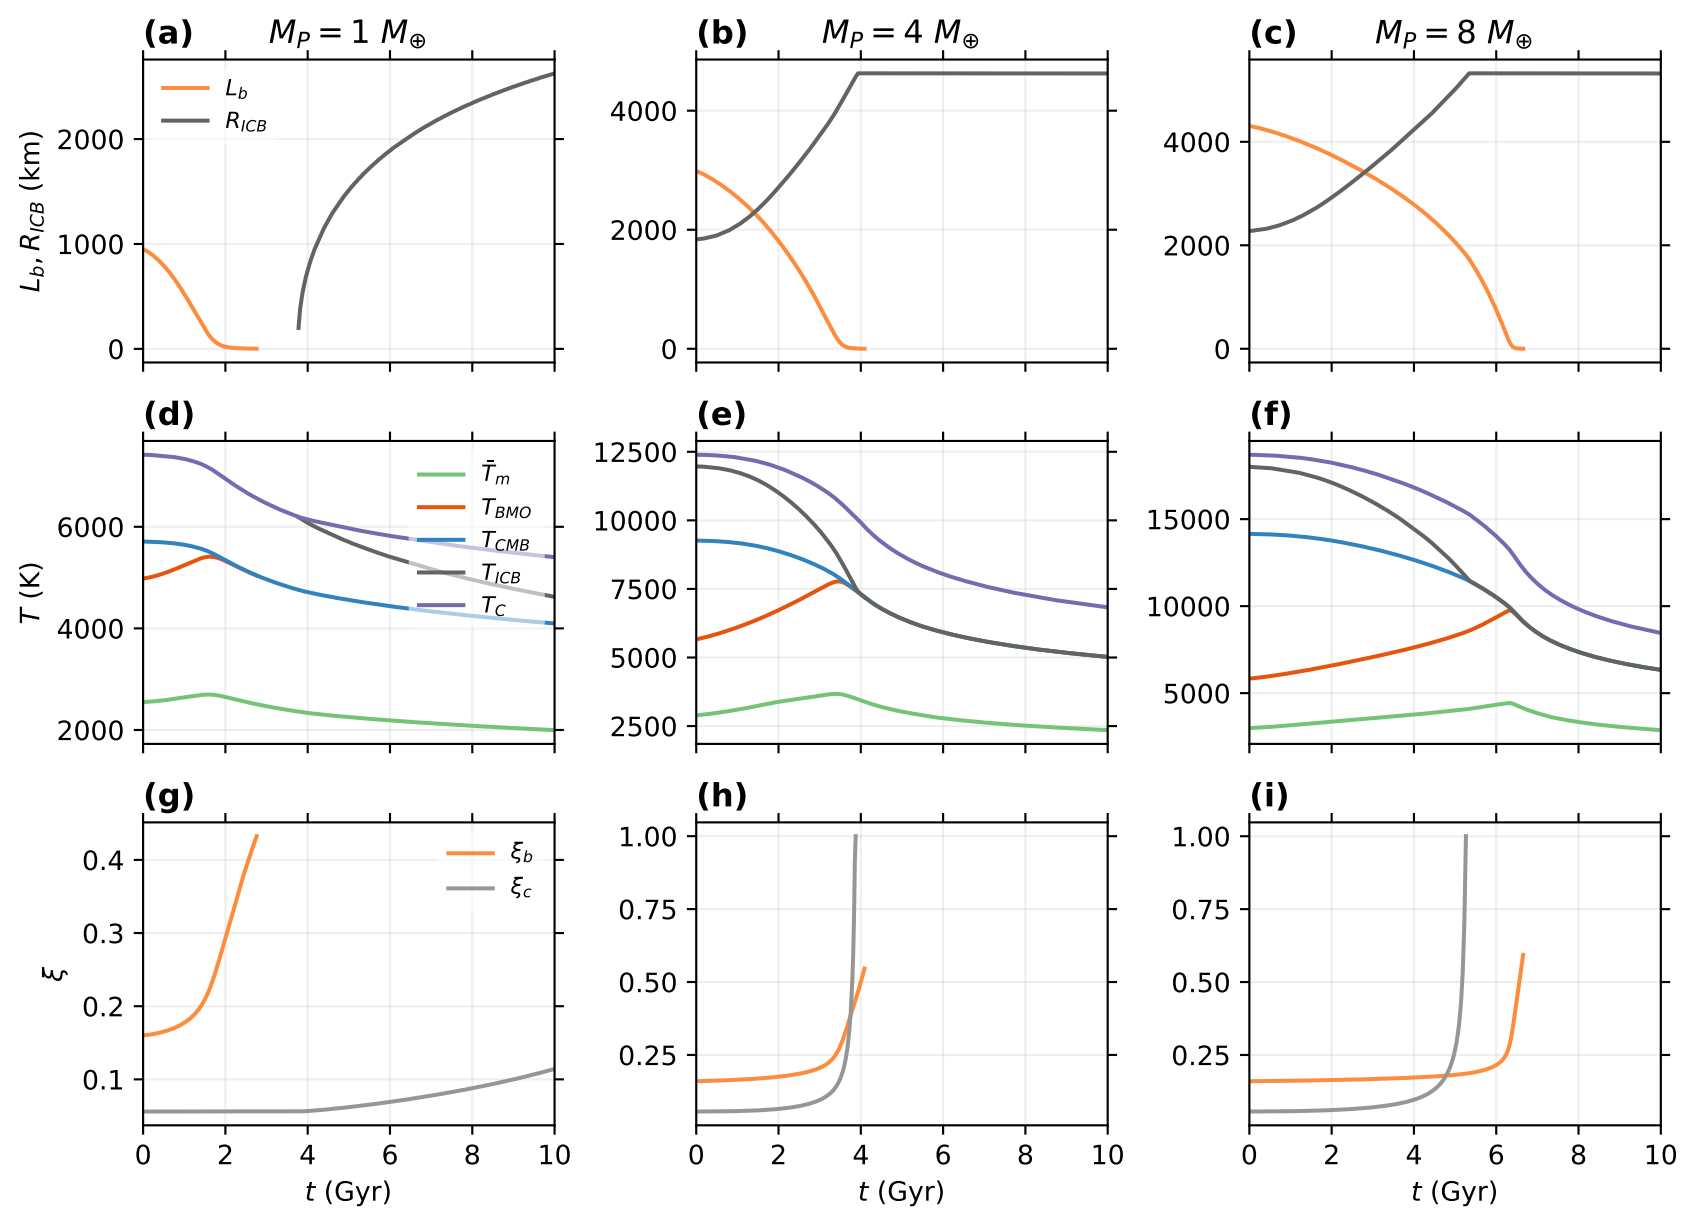 (a) M_P = 1 M_⊕
(b) M_P = 4 M_⊕
(c) M_P = 8 M_⊕
L_b, R_ICB (km)
2000
1000
0
L_b
R_ICB
4000
2000
0
4000
2000
0
(d)
(e)
(f)
T (K)
6000
4000
2000
T̄_m
T_BMO
T_CMB
T_ICB
T_C
12500
10000
7500
5000
2500
15000
10000
5000
(g)
(h)
(i)
ξ
0.4
0.3
0.2
0.1
ξ_b
ξ_c
1.00
0.75
0.50
0.25
1.00
0.75
0.50
0.25
0 2 4 6 8 10
0 2 4 6 8 10
0 2 4 6 8 10
t (Gyr)
t (Gyr)
t (Gyr)